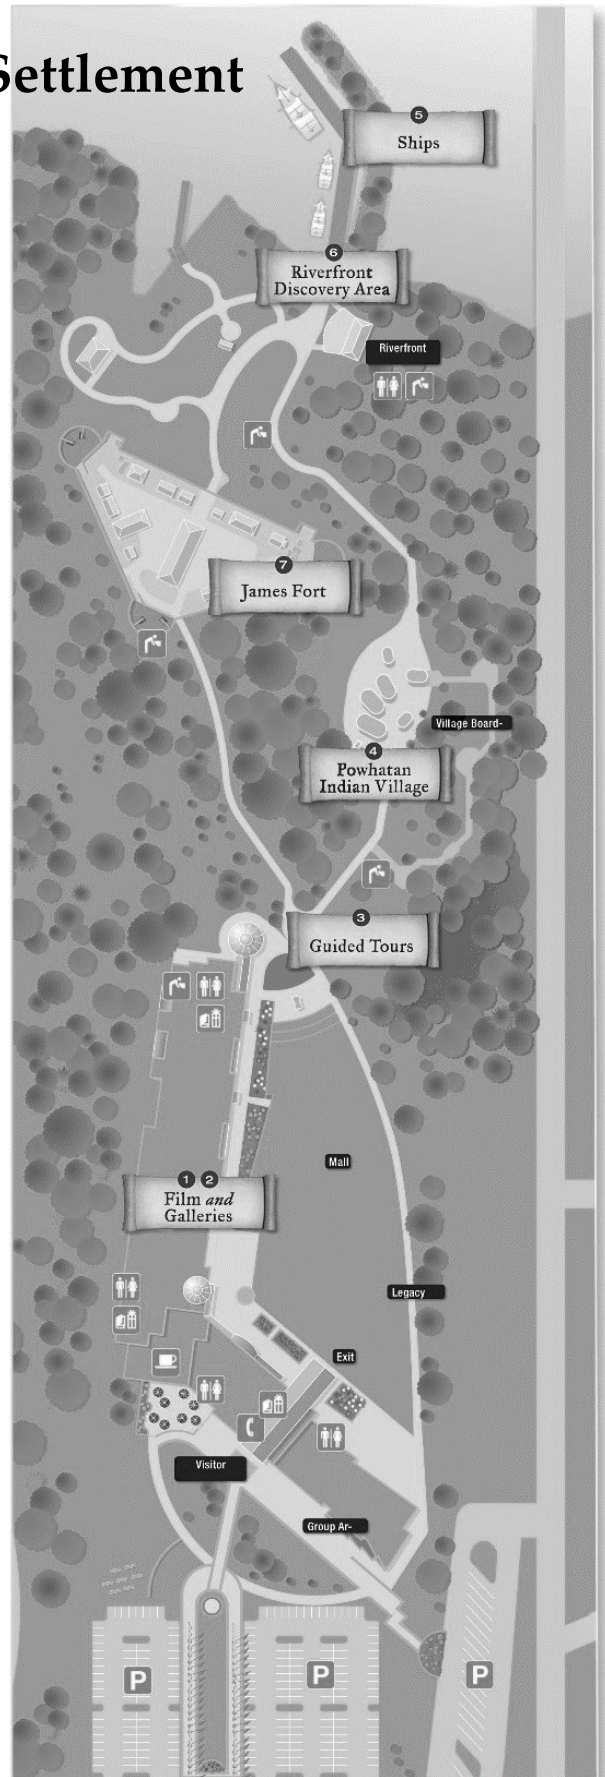 Settlement
5
Ships
6
Riverfront
Discovery Area
Riverfront
7
James Fort
Village Board-
4
Powhatan
Indian Village
3
Guided Tours
Mall
1 2
Film and
Galleries
Legacy
Exit
Visitor
Group Ar-
P
P
P